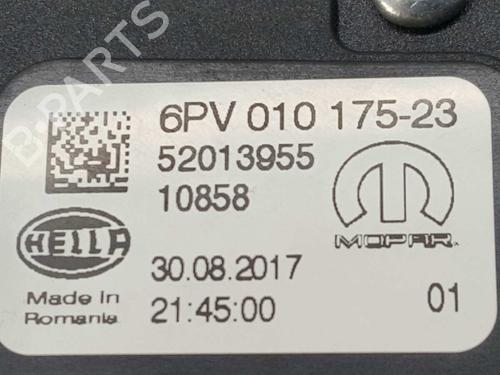 B-PARTS
6PV 010 175-23
52013955
10858
HELLA
MOPAR
30.08.2017
Made in
Romania
21:45:00
01